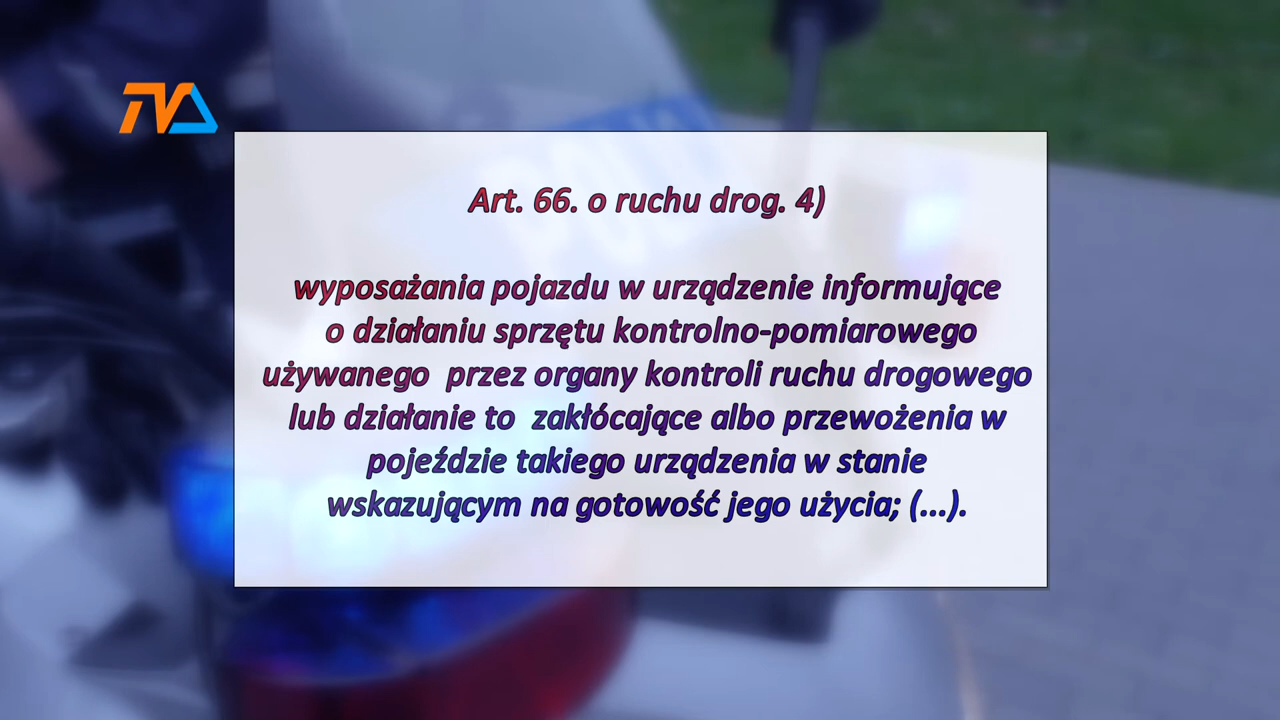 TVA
Art. 66. o ruchu drog. 4)
wyposażania pojazdu w urządzenie informujące
o działaniu sprzętu kontrolno-pomiarowego
używanego przez organy kontroli ruchu drogowego
lub działanie to zakłócające albo przewożenia w
pojeździe takiego urządzenia w stanie
wskazującym na gotowość jego użycia; (...).